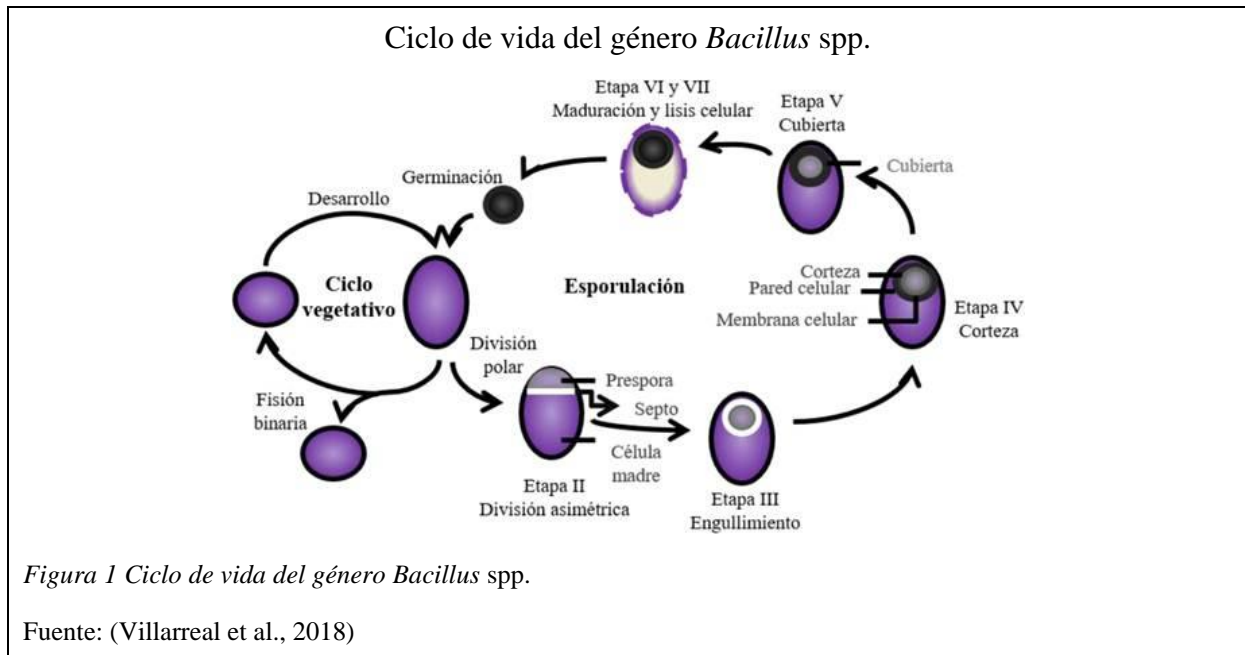 Ciclo de vida del género Bacillus spp.
Etapa VI y VII
Maduración y lisis celular
Etapa V
Cubierta
Cubierta
Germinación
Desarrollo
Ciclo
vegetativo
Esporulación
Corteza
Pared celular
Membrana celular
Etapa IV
Corteza
División
polar
Prespora
Septo
Célula
madre
Fisión
binaria
Etapa II
División asimétrica
Etapa III
Engullimiento
Figura 1 Ciclo de vida del género Bacillus spp.
Fuente: (Villarreal et al., 2018)